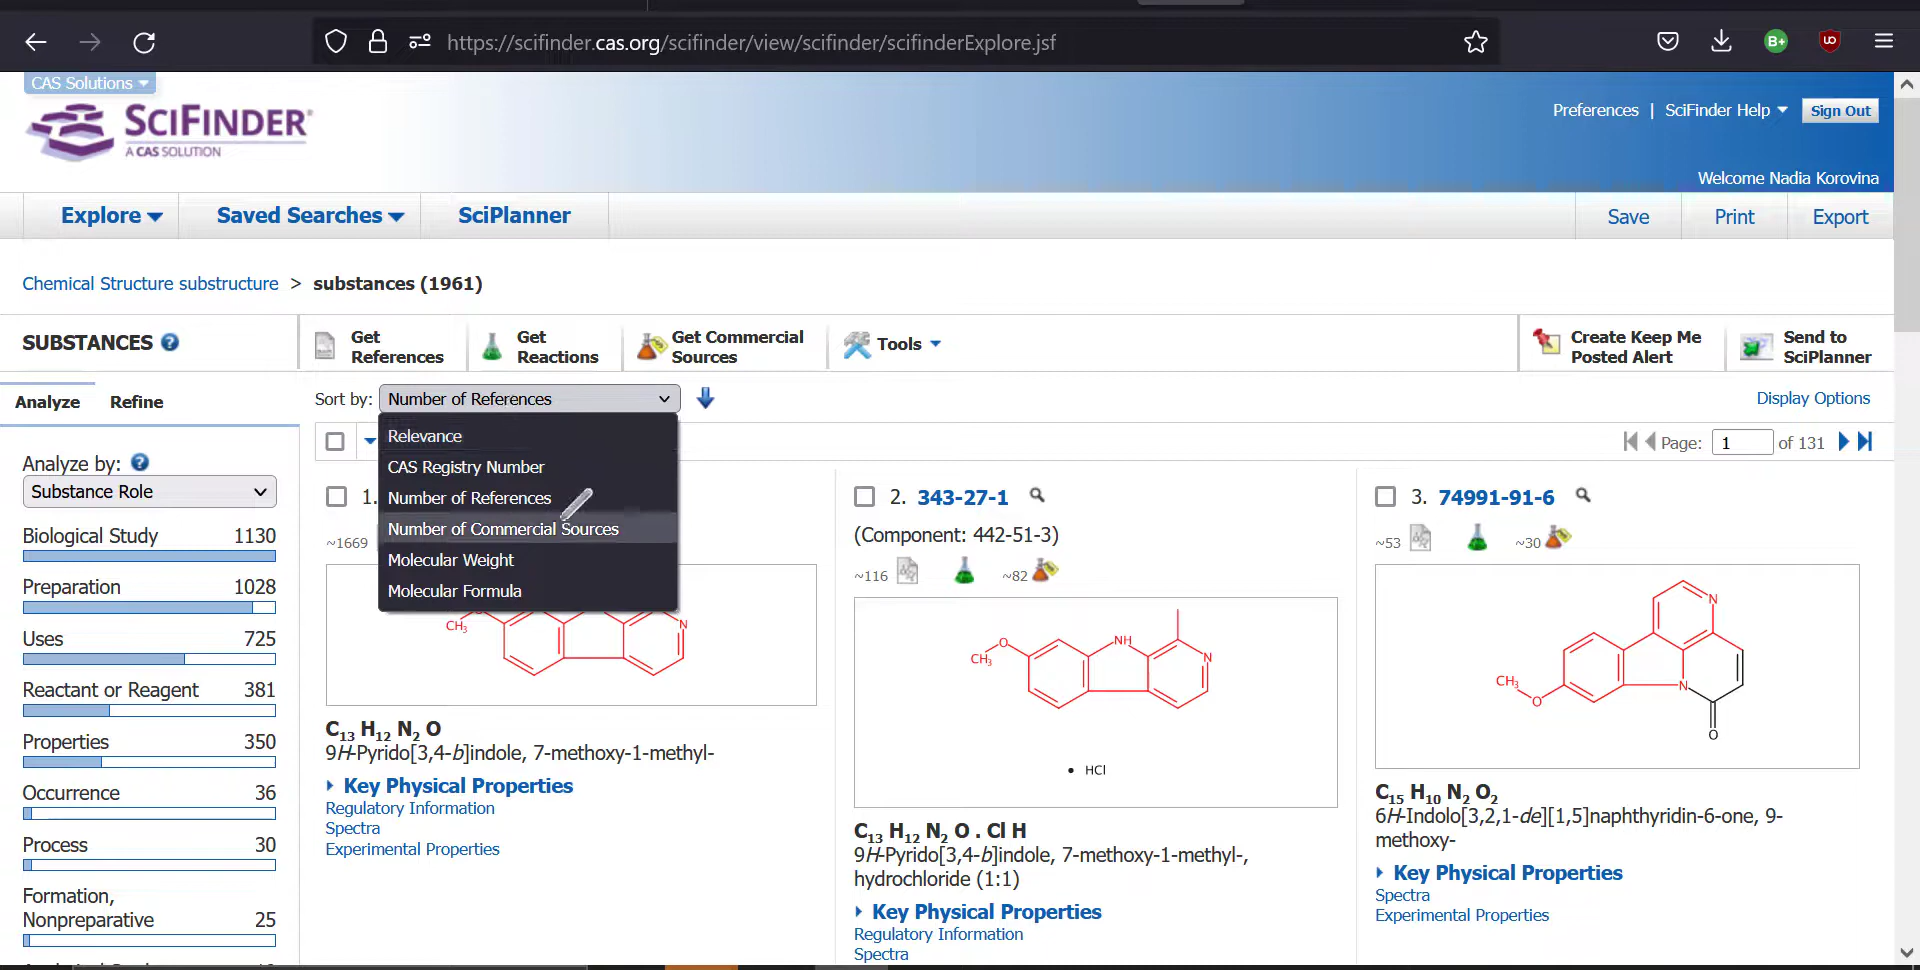 https://scifinder.cas.org/scifinder/view/scifinder/scifinderExplore.jsf
B+
CAS Solutions
SCIFINDER®
A CAS SOLUTION
Preferences | SciFinder Help
Sign Out
Welcome Nadia Korovina
Explore
Saved Searches
SciPlanner
Save
Print
Export
Chemical Structure substructure > substances (1961)
SUBSTANCES
Get References
Get Reactions
Get Commercial Sources
Tools
Create Keep Me Posted Alert
Send to SciPlanner
Analyze
Refine
Sort by: Number of References
Display Options
Relevance
CAS Registry Number
Number of References
Number of Commercial Sources
Molecular Weight
Molecular Formula
Page: 1 of 131
Analyze by:
Substance Role
Biological Study 1130
Preparation 1028
Uses 725
Reactant or Reagent 381
Properties 350
Occurrence 36
Process 30
Formation,
Nonpreparative 25
1.
~1669
CH3
N
C13 H12 N2 O
9H-Pyrido[3,4-b]indole, 7-methoxy-1-methyl-
Key Physical Properties
Regulatory Information
Spectra
Experimental Properties
2. 343-27-1
(Component: 442-51-3)
~116
~82
O
CH3
NH
N
• HCl
C13 H12 N2 O . Cl H
9H-Pyrido[3,4-b]indole, 7-methoxy-1-methyl-,
hydrochloride (1:1)
Key Physical Properties
Regulatory Information
Spectra
3. 74991-91-6
~53
~30
N
CH3
O
N
O
C15 H10 N2 O2
6H-Indolo[3,2,1-de][1,5]naphthyridin-6-one, 9-
methoxy-
Key Physical Properties
Spectra
Experimental Properties